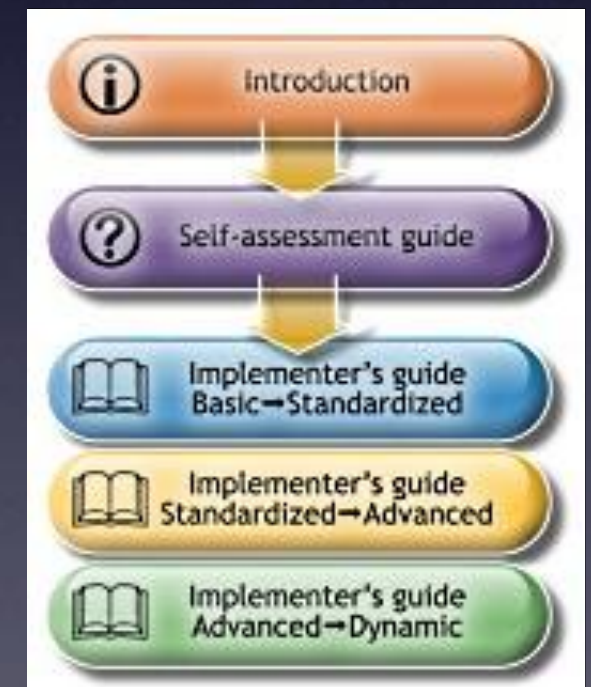 Introduction
Self-assessment guide
Implementer's guide
Basic→Standardized
Implementer's guide
Standardized→Advanced
Implementer's guide
Advanced→Dynamic